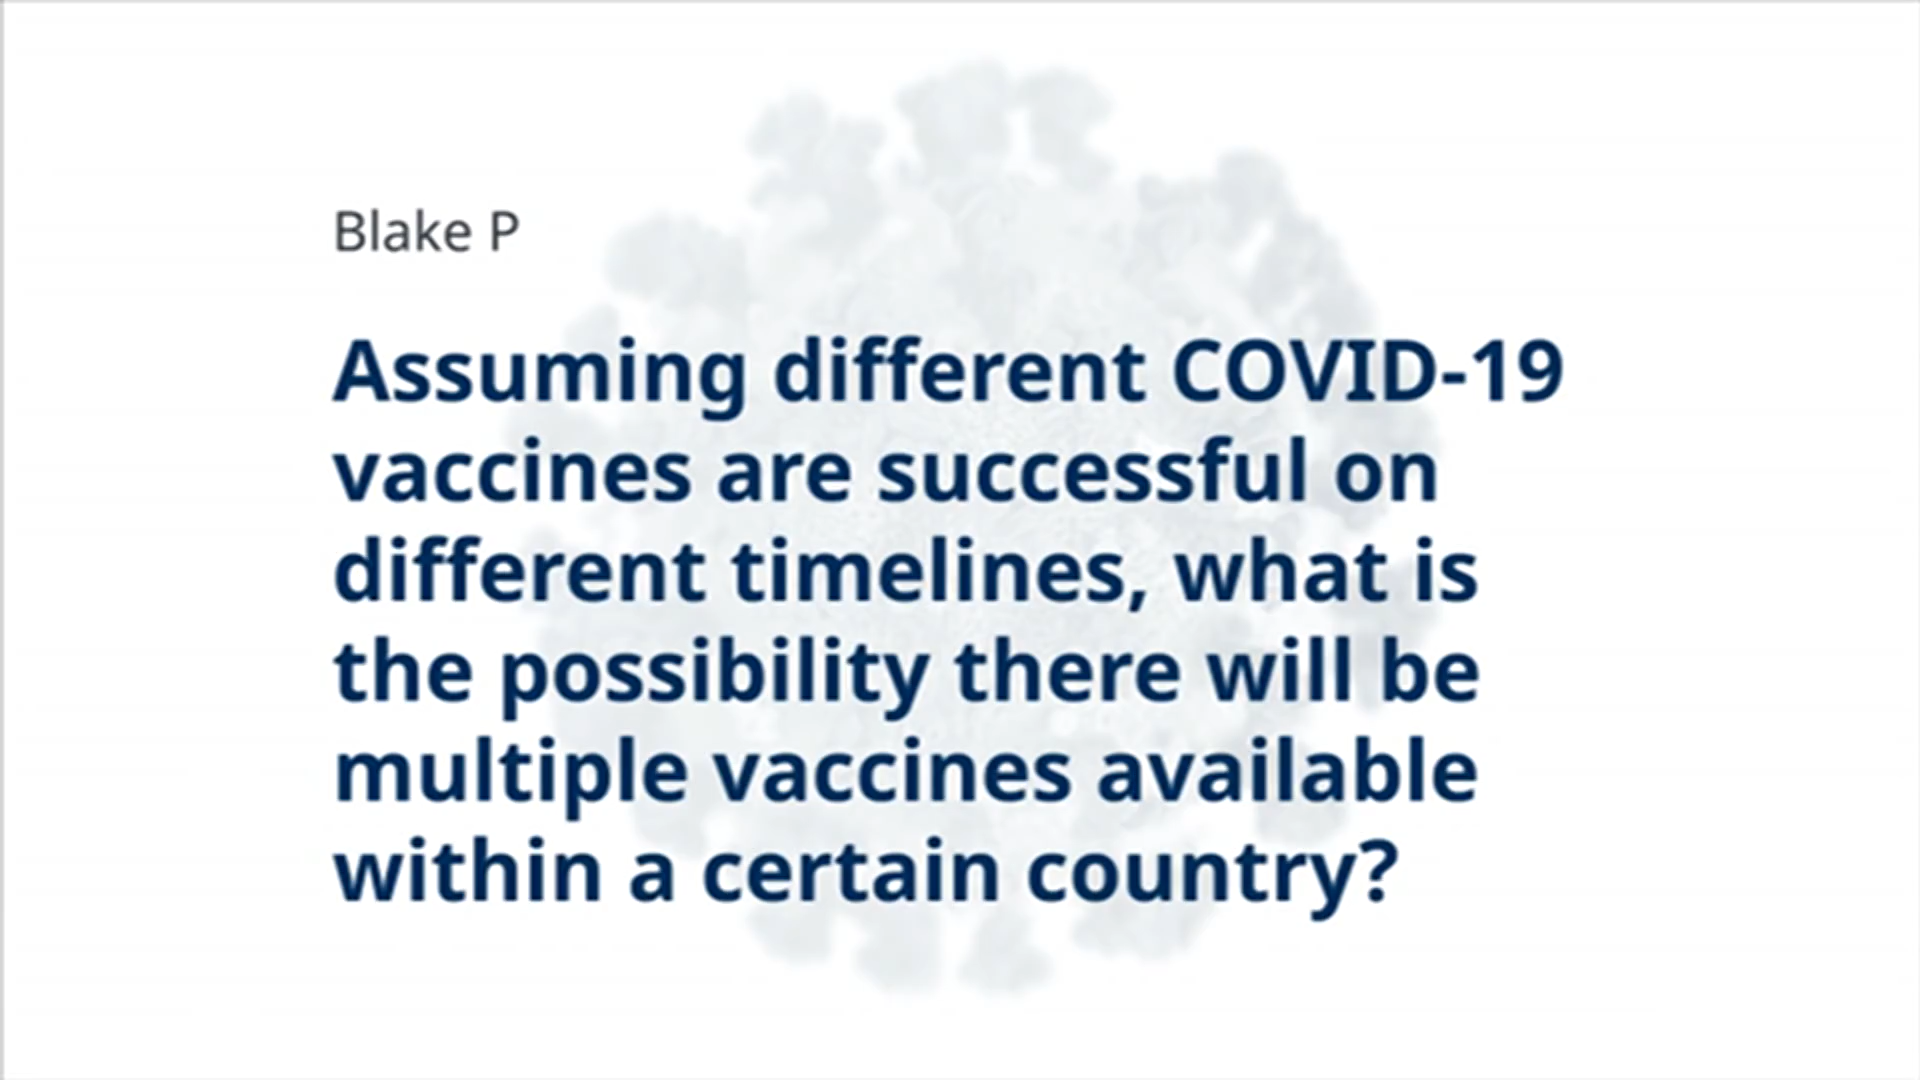 Blake P
Assuming different COVID-19
vaccines are successful on
different timelines, what is
the possibility there will be
multiple vaccines available
within a certain country?